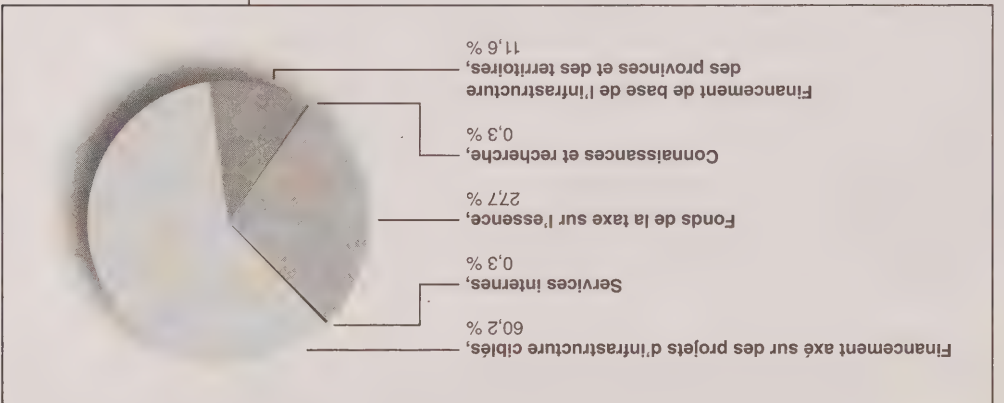 Financement axé sur des projets d'infrastructure ciblés,
60,2 %
Services internes,
0,3 %
Fonds de la taxe sur l'essence,
27,7 %
Connaissances et recherche,
0,3 %
Financement de base de l'infrastructure
des provinces et des territoires,
11,6 %